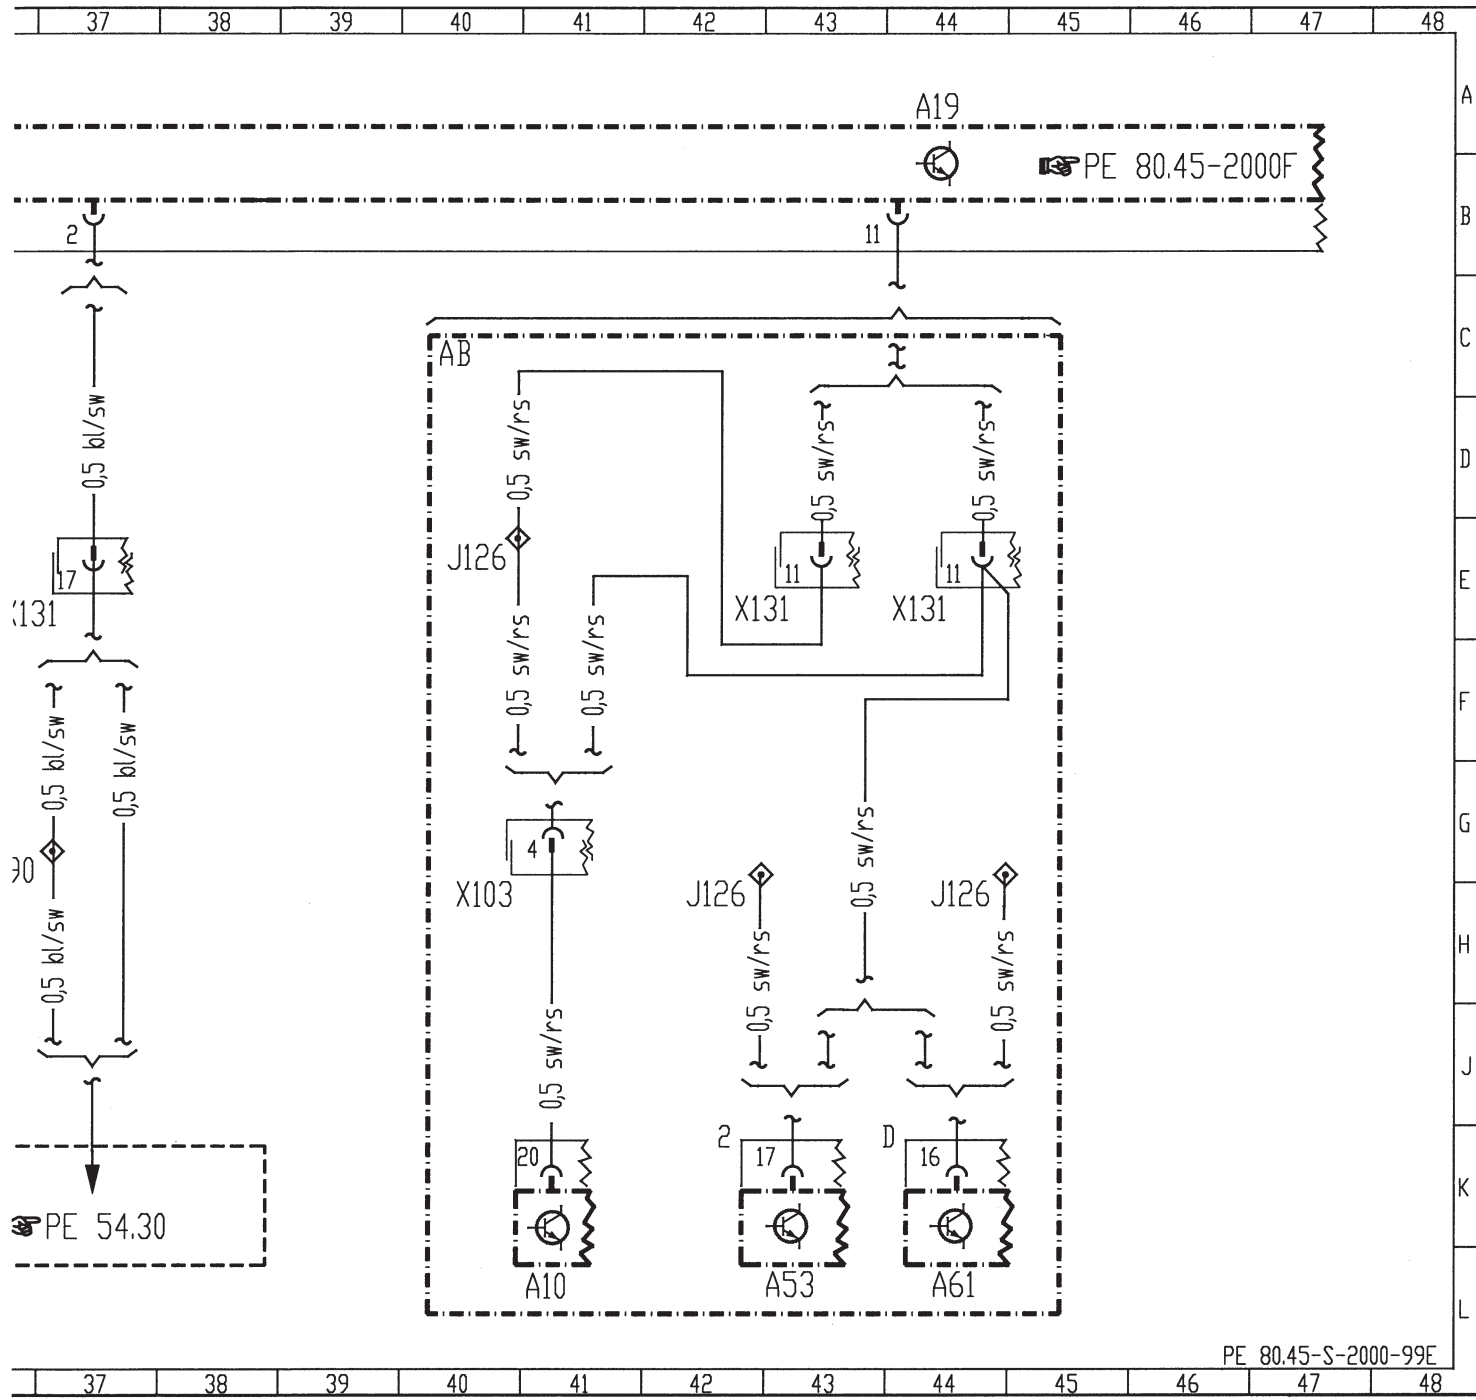 37 38 39 40 41 42 43 44 45 46 47 48
A
A19
PE 80.45-2000F
B
2
11
C
AB
0,5 bl/sw
0,5 sw/rs
0,5 sw/rs
0,5 sw/rs
D
J126
17
11
11
E
X131
X131
X131
0,5 sw/rs
0,5 sw/rs
F
0,5 bl/sw
0,5 bl/sw
G
4
0,5 sw/rs
90
X103
J126
J126
H
0,5 bl/sw
0,5 sw/rs
0,5 sw/rs
0,5 sw/rs
J
2
D
20
17
16
K
PE 54.30
A10
A53
A61
L
PE 80.45-S-2000-99E
37 38 39 40 41 42 43 44 45 46 47 48